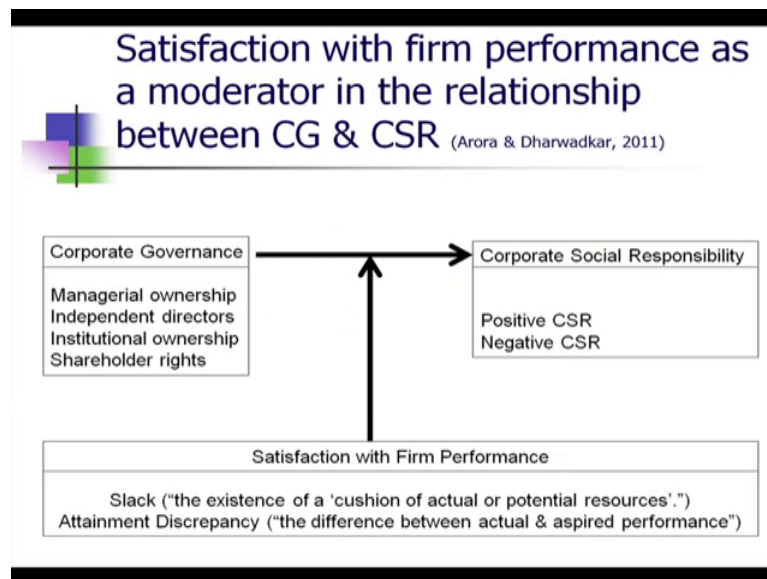 Satisfaction with firm performance as
a moderator in the relationship
between CG & CSR (Arora & Dharwadkar, 2011)
Corporate Governance
Managerial ownership
Independent directors
Institutional ownership
Shareholder rights
Corporate Social Responsibility
Positive CSR
Negative CSR
Satisfaction with Firm Performance
Slack (“the existence of a ‘cushion of actual or potential resources’.”)
Attainment Discrepancy (“the difference between actual & aspired performance”)